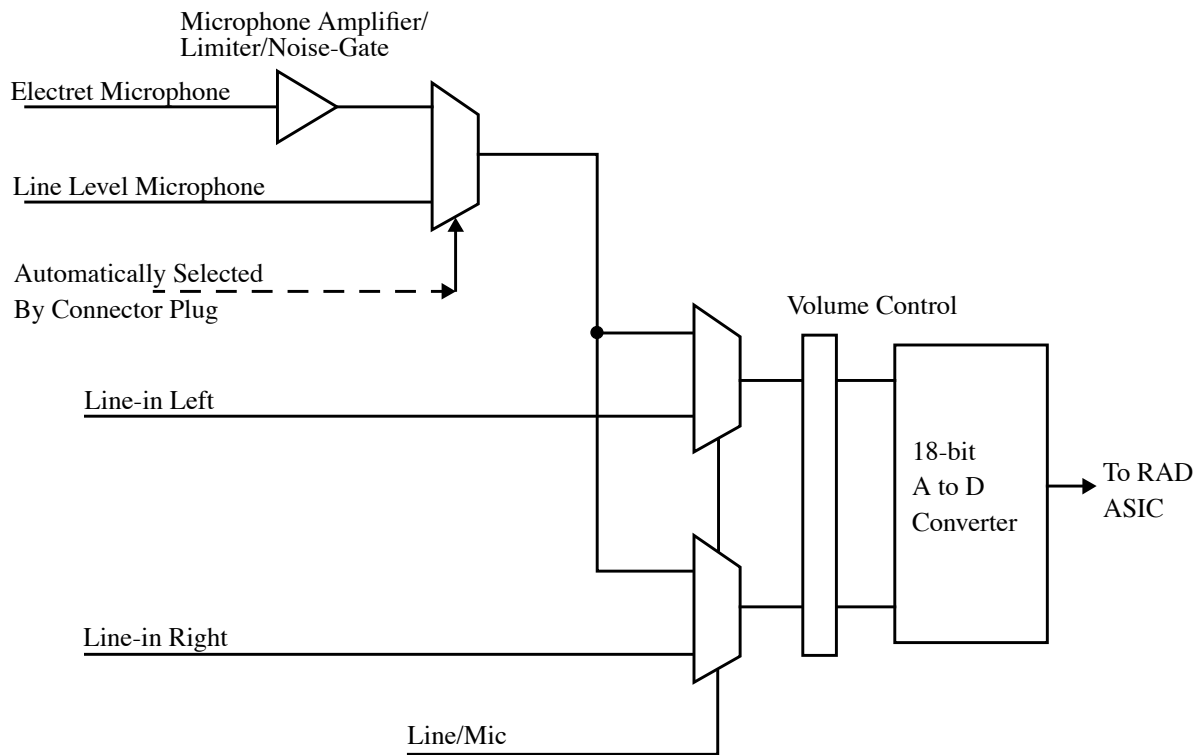 Microphone Amplifier/
Limiter/Noise-Gate
Electret Microphone
Line Level Microphone
Automatically Selected
By Connector Plug
Volume Control
Line-in Left
18-bit
A to D
Converter
To RAD
ASIC
Line-in Right
Line/Mic